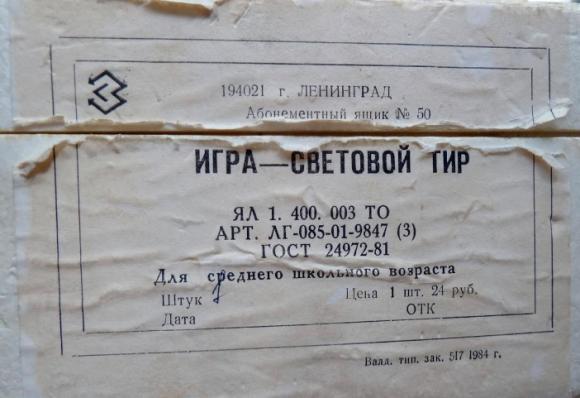 194021 г. ЛЕНИНГРАД
Абонементный ящик № 50
ИГРА—СВЕТОВОЙ ТИР
ЯЛ 1. 400. 003 ТО
АРТ. ЛГ-085-01-9847 (3)
ГОСТ 24972-81
Для среднего школьного возраста
Штук 1 Цена 1 шт. 24 руб.
Дата ОТК
Валд. тип. зак. 517 1984 г.